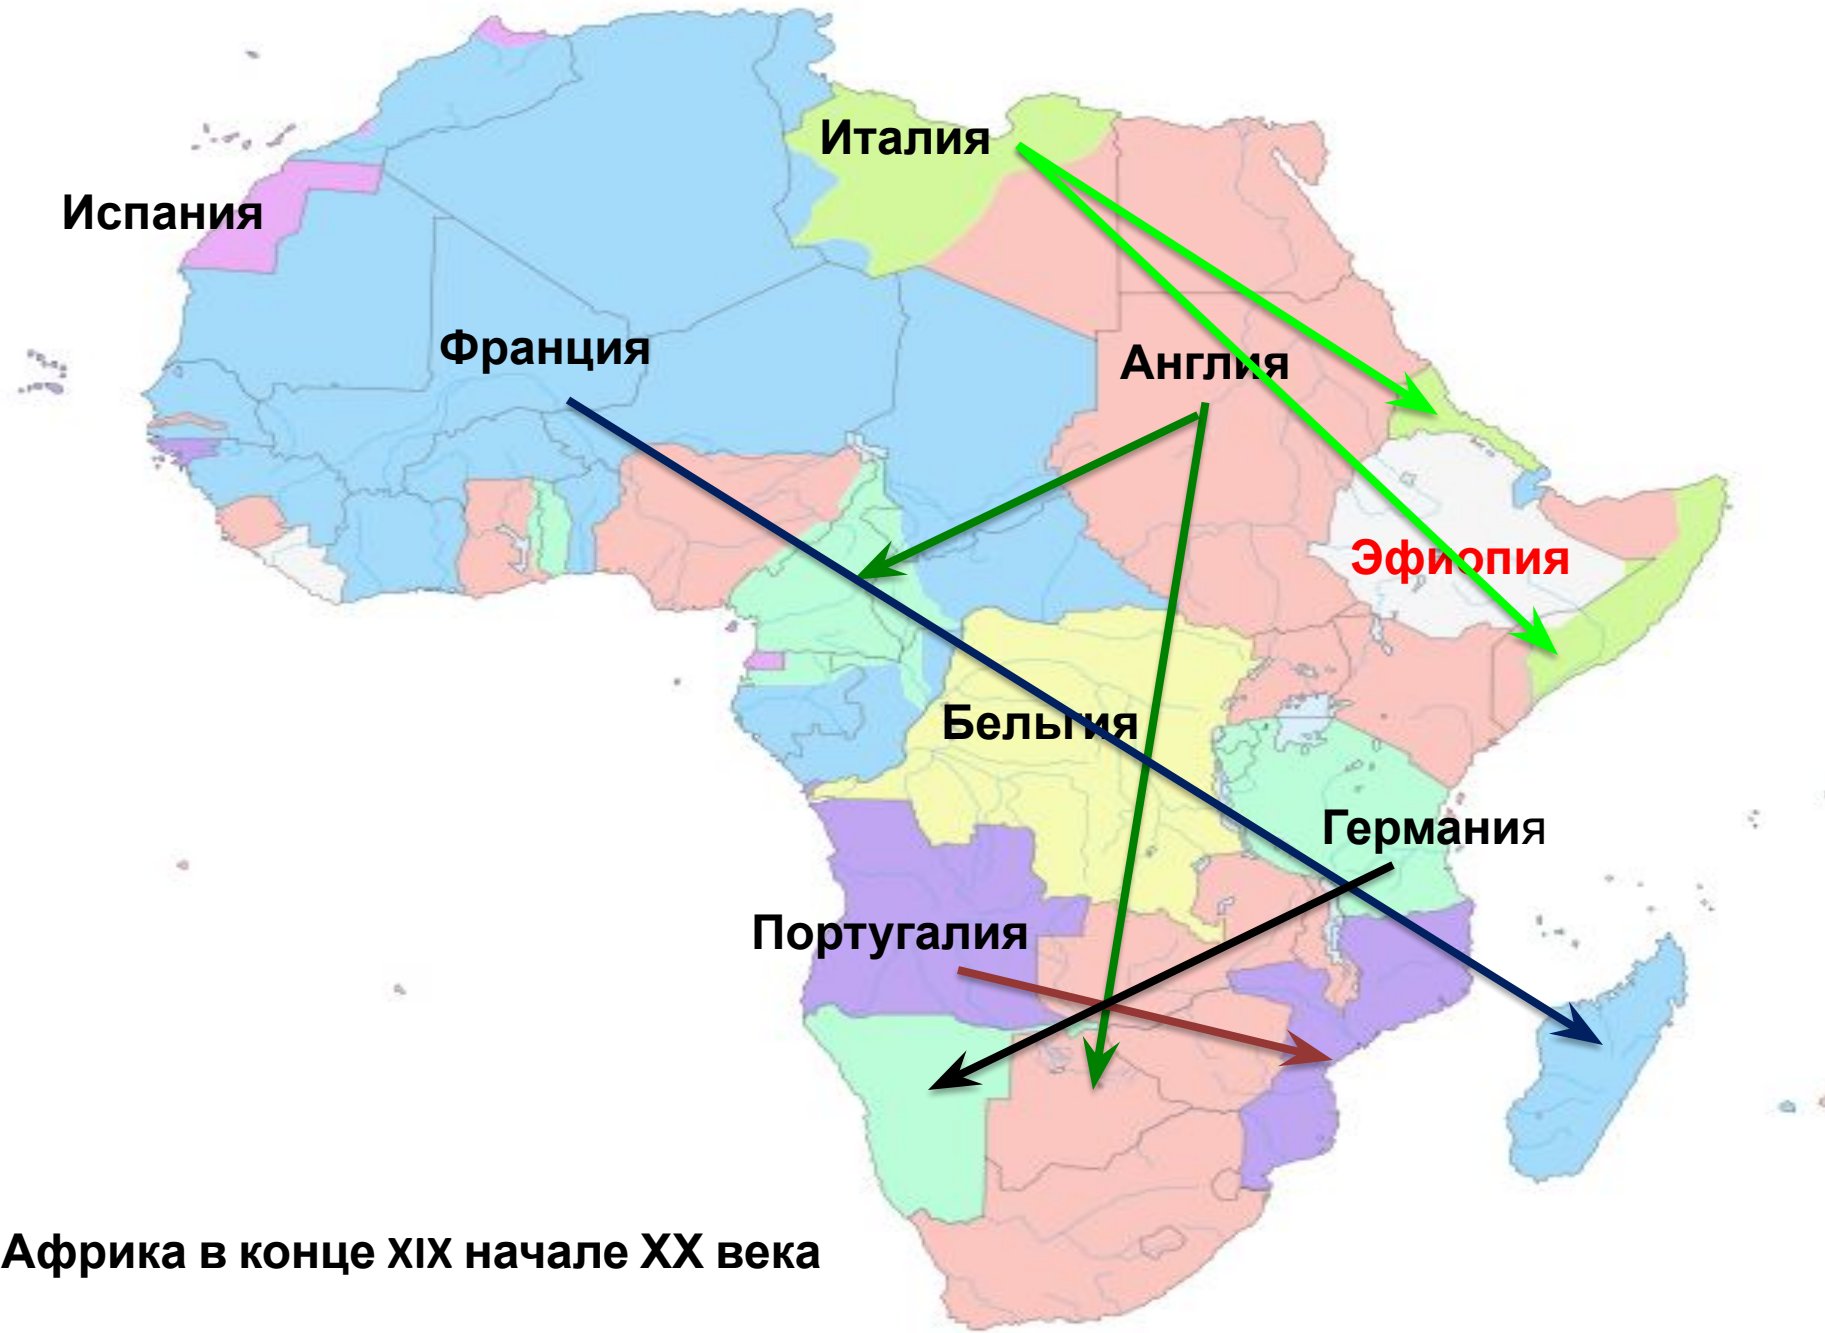 Италия
Испания
Франция
Англия
Эфиопия
Бельгия
Германия
Португалия
Африка в конце XIX начале XX века